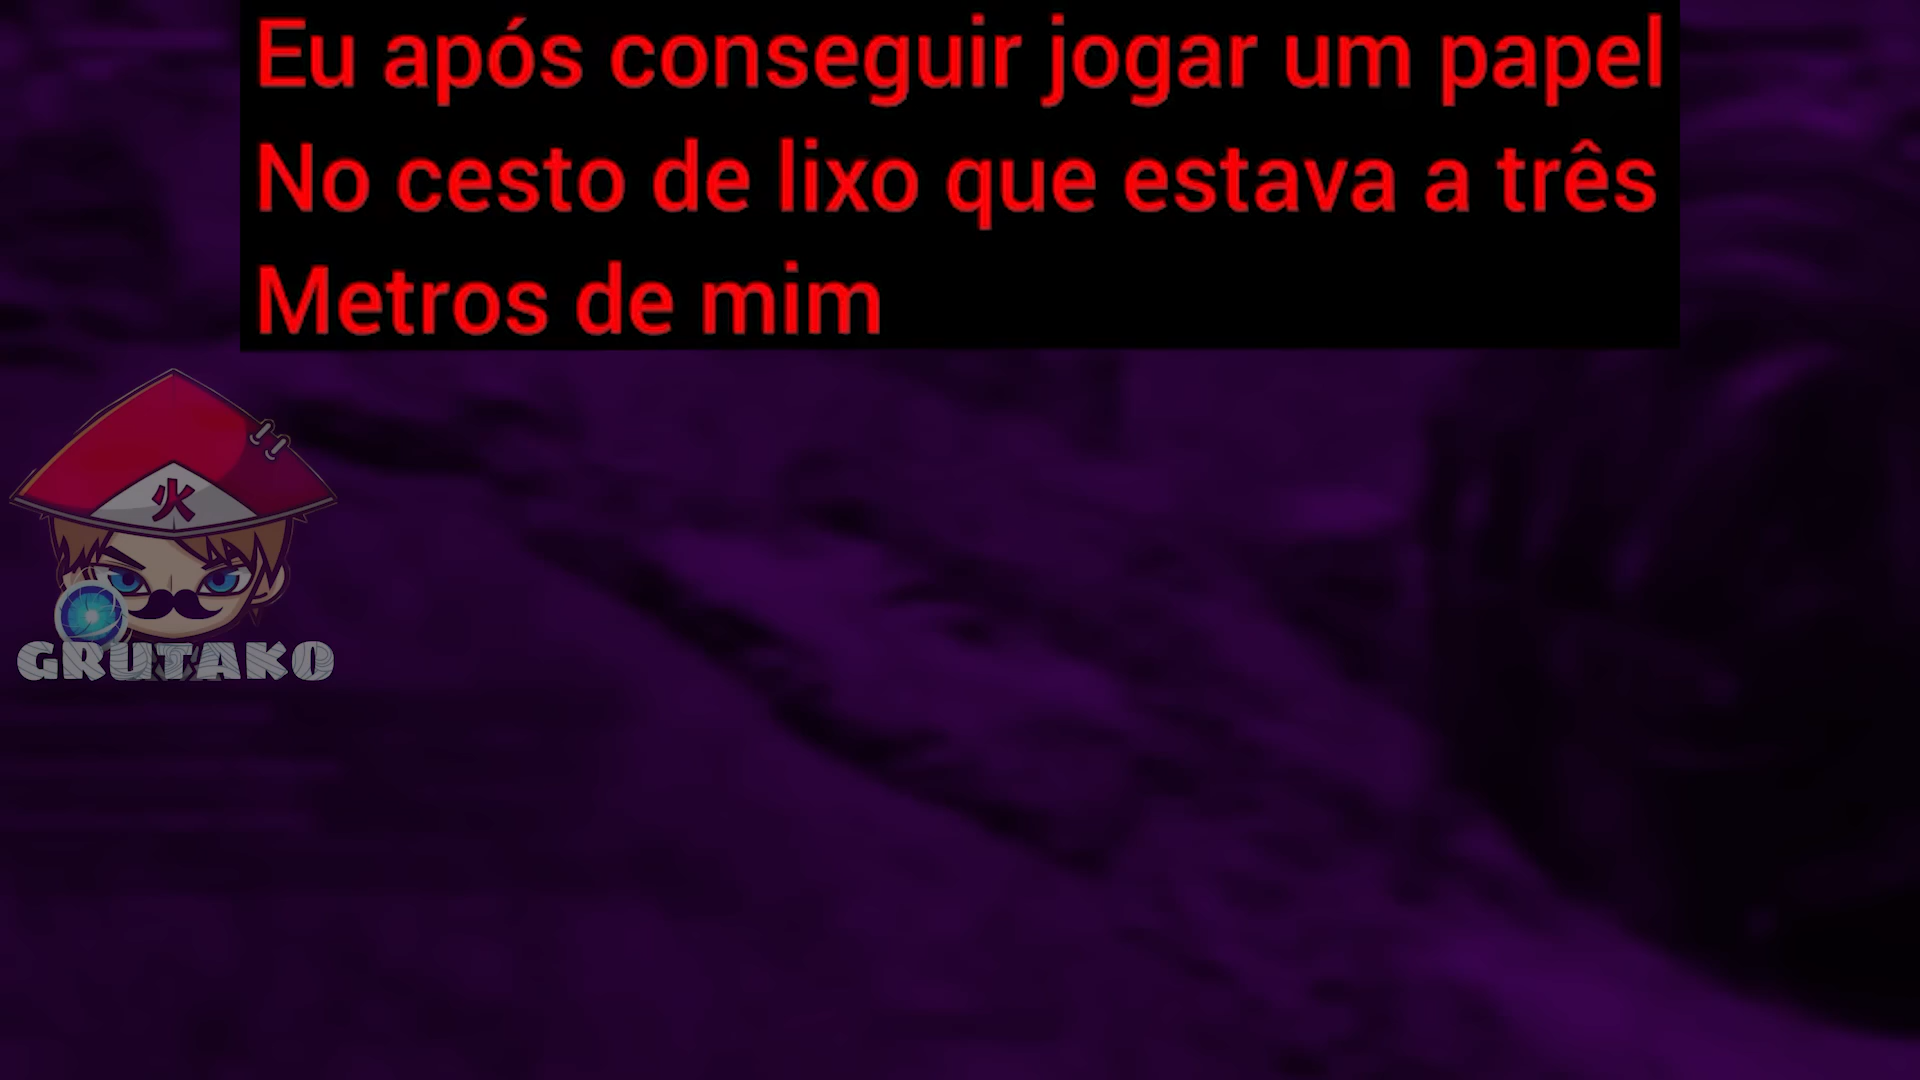 Eu após conseguir jogar um papel
No cesto de lixo que estava a três
Metros de mim
火
GRUTAKO